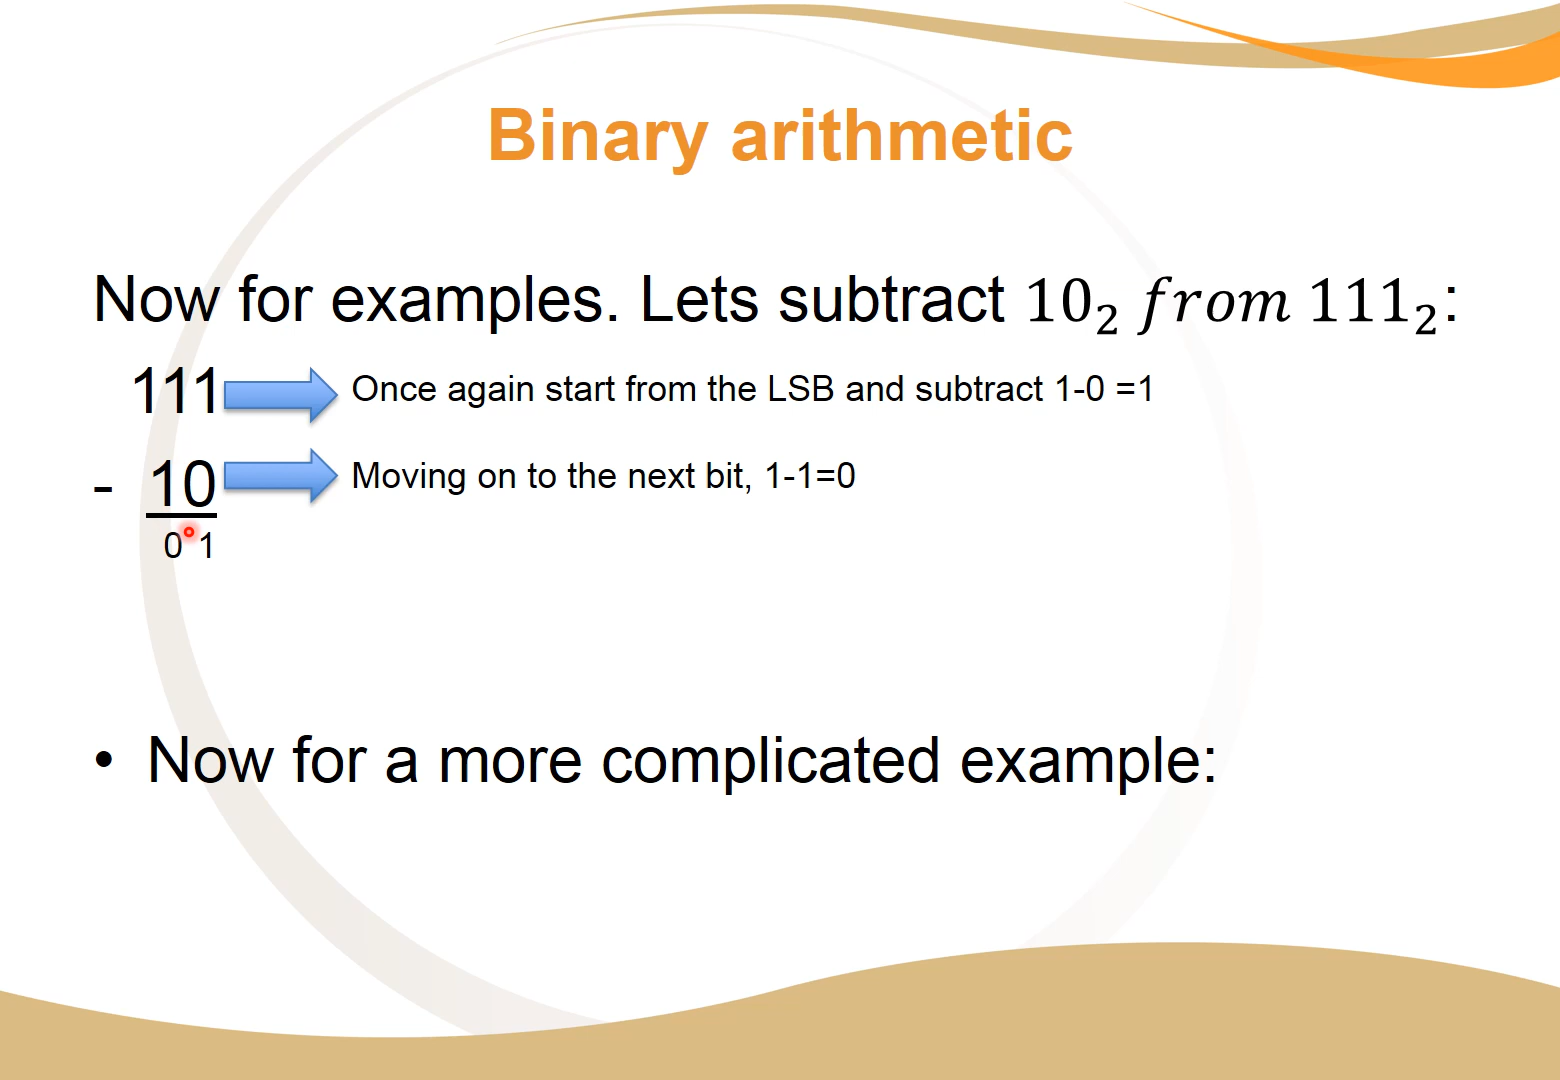 Binary arithmetic
Now for examples. Lets subtract 10₂ from 111₂:
111 Once again start from the LSB and subtract 1-0 =1
- 10 Moving on to the next bit, 1-1=0
0 1
• Now for a more complicated example: